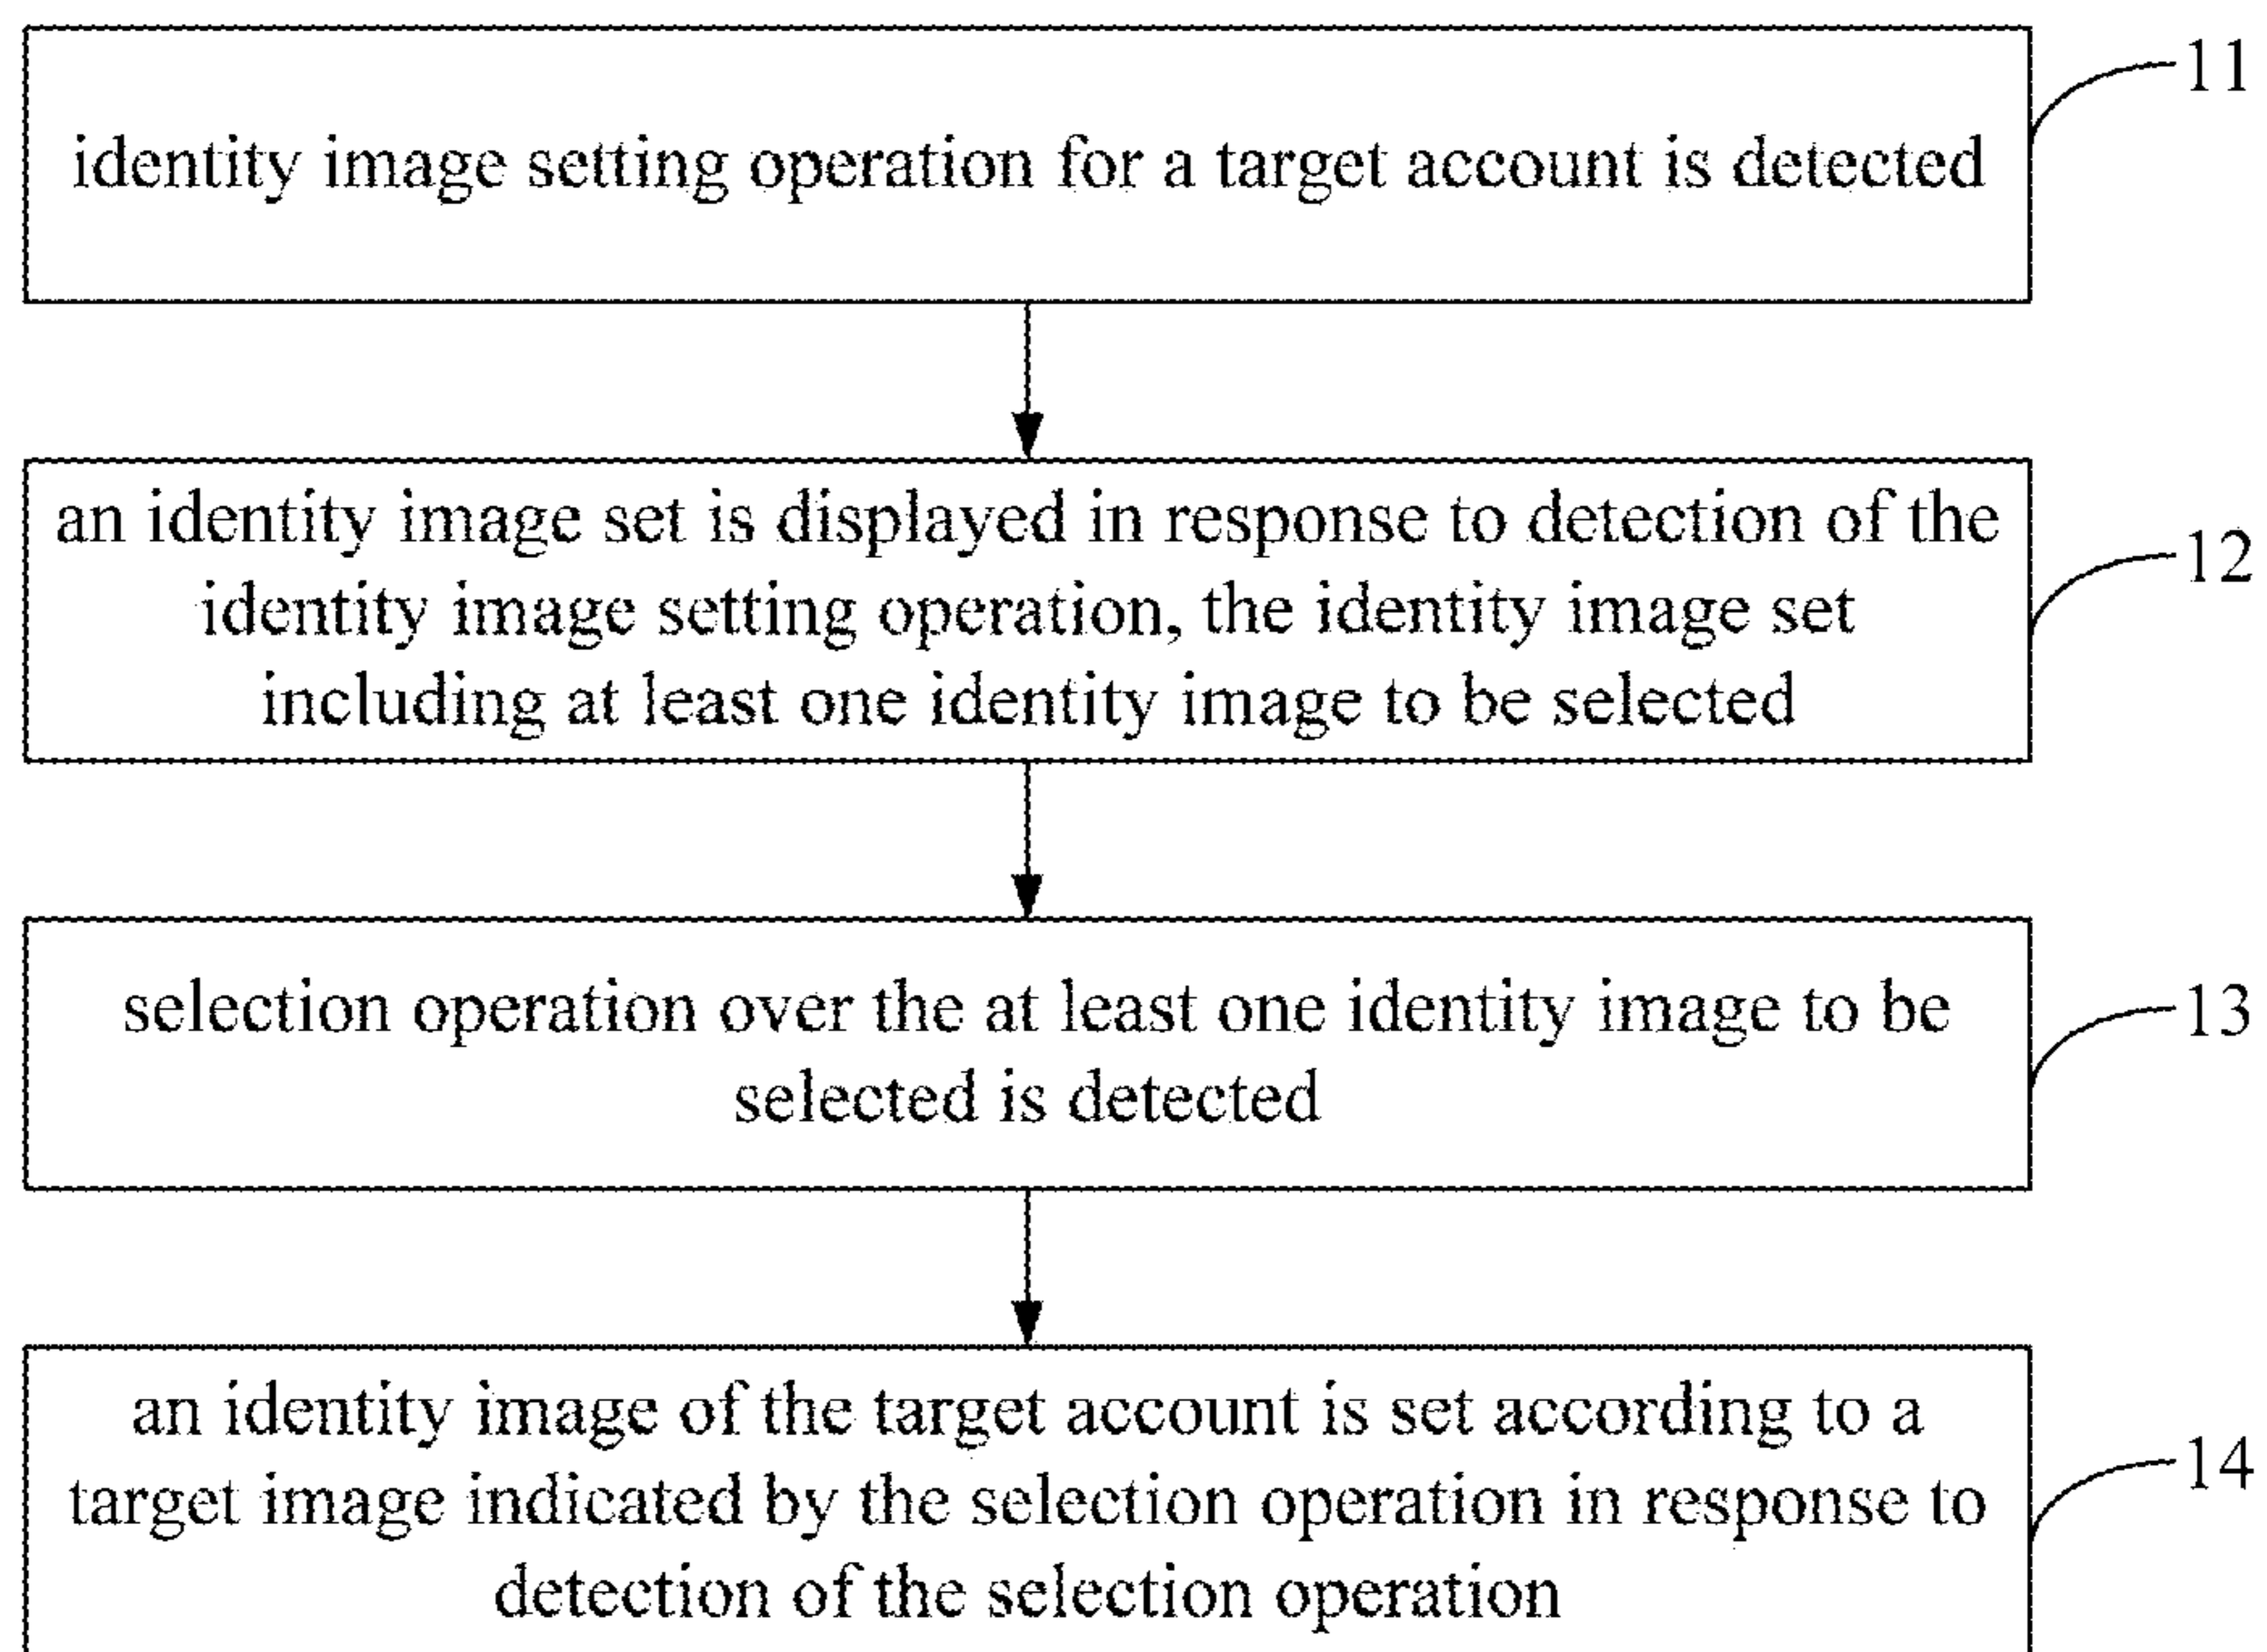 11
identity image setting operation for a target account is detected
an identity image set is displayed in response to detection of the
identity image setting operation, the identity image set
including at least one identity image to be selected
12
selection operation over the at least one identity image to be
selected is detected
13
an identity image of the target account is set according to a
target image indicated by the selection operation in response to
detection of the selection operation
14